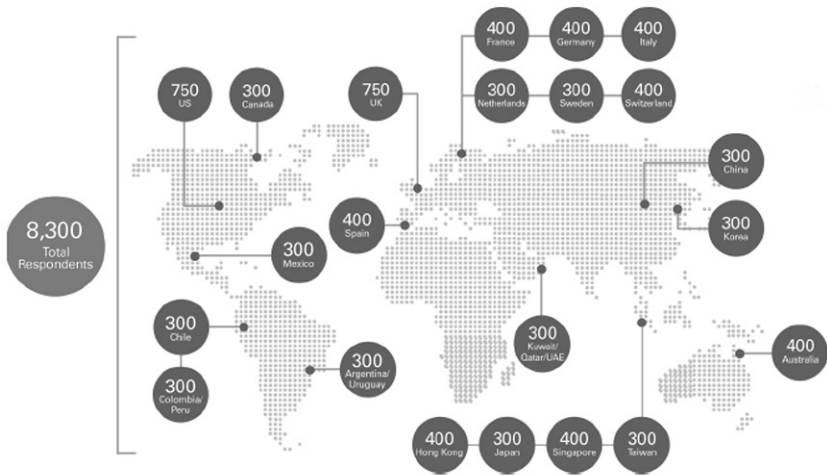 400
France
400
Germany
400
Italy
750
US
300
Canada
750
UK
300
Netherlands
300
Sweden
400
Switzerland
300
China
8,300
Total
Respondents
400
Spain
300
Korea
300
Mexico
300
Chile
300
Kuwait/
Qatar/UAE
400
Australia
300
Colombia/
Peru
300
Argentina/
Uruguay
400
Hong Kong
300
Japan
400
Singapore
300
Taiwan